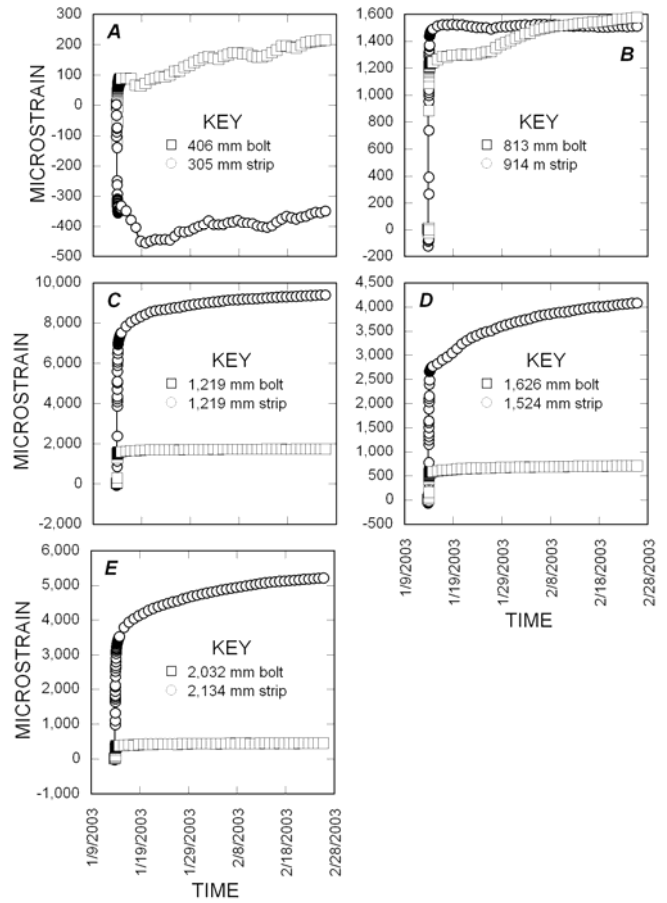 A
MICROSTRAIN
300
200
100
0
-100
-200
-300
-400
-500
KEY
406 mm bolt
305 mm strip
B
1,600
1,400
1,200
1,000
800
600
400
200
0
-200
KEY
813 mm bolt
914 m strip
C
MICROSTRAIN
10,000
8,000
6,000
4,000
2,000
0
-2,000
KEY
1,219 mm bolt
1,219 mm strip
D
4,500
4,000
3,500
3,000
2,500
2,000
1,500
1,000
500
0
-500
KEY
1,626 mm bolt
1,524 mm strip
1/9/2003
1/19/2003
1/29/2003
2/8/2003
2/18/2003
2/28/2003
TIME
E
MICROSTRAIN
6,000
5,000
4,000
3,000
2,000
1,000
0
-1,000
KEY
2,032 mm bolt
2,134 mm strip
1/9/2003
1/19/2003
1/29/2003
2/8/2003
2/18/2003
2/28/2003
TIME